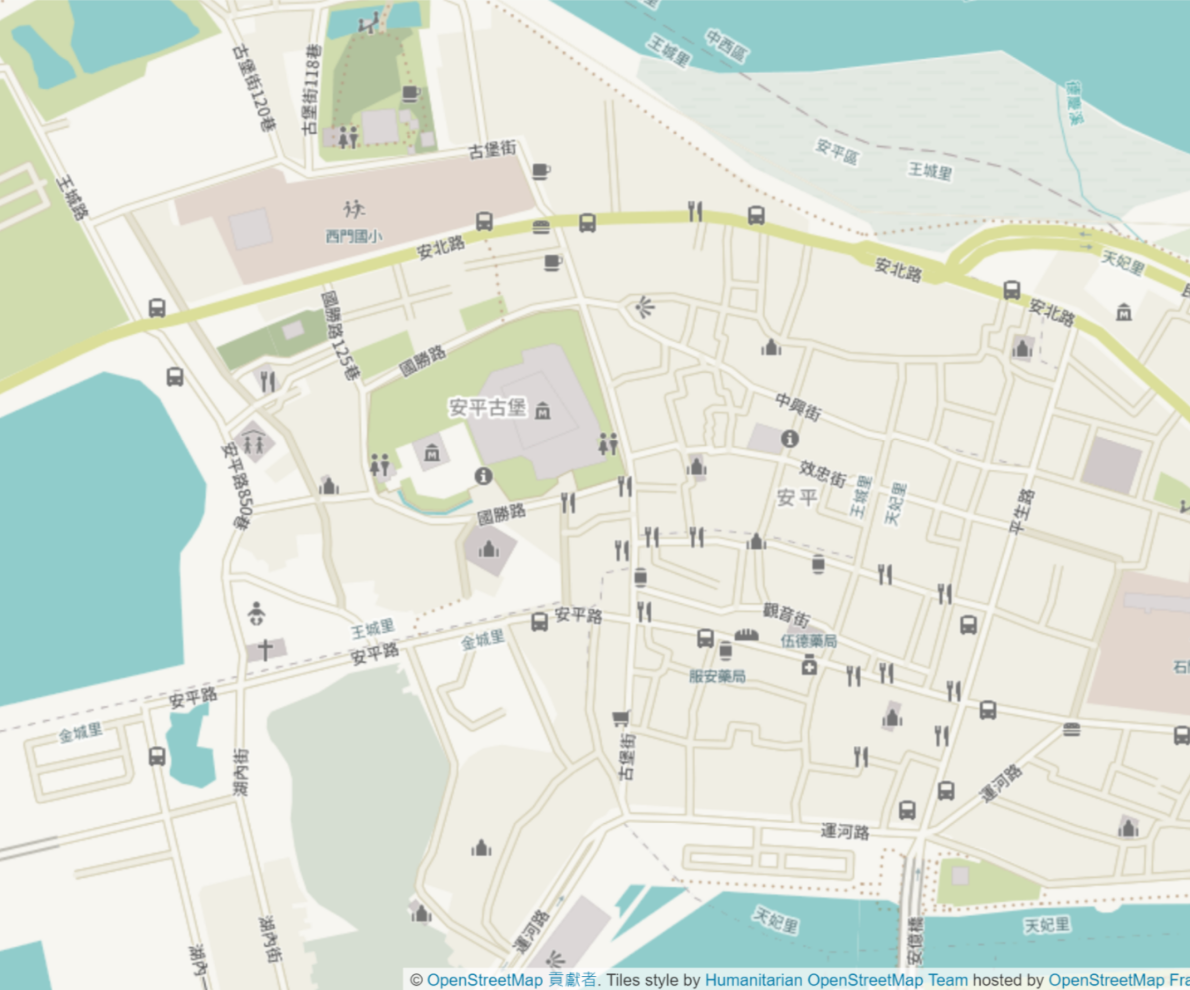 王城里
中西區
古堡街120巷
古堡街118巷
安平區
王城里
古堡街
王城路
西門國小
安北路
安北路
天妃里
安北路
國勝路125巷
國勝路
安平古堡
中興街
效忠街
安平
王城里
天妃里
平生路
安平路850巷
國勝路
觀音街
伍德藥局
王城里
安平路
金城里
安平路
服安藥局
安平路
金城里
湖內街
古堡街
運河路
運河路
湖內街
湖內
運河路
天妃里
安億橋
天妃里
© OpenStreetMap 貢獻者. Tiles style by Humanitarian OpenStreetMap Team hosted by OpenStreetMap Fra